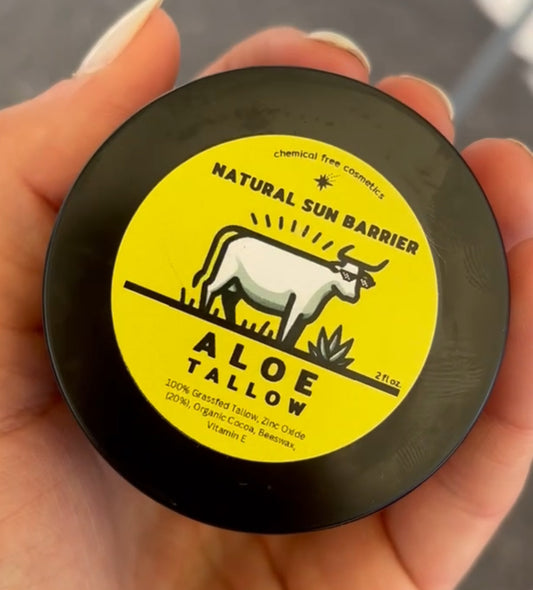 chemical free cosmetics
NATURAL SUN BARRIER
2 fl oz.
ALOE
TALLOW
100% Grassfed Tallow, Zinc Oxide
(20%), Organic Cocoa, Beeswax,
Vitamin E